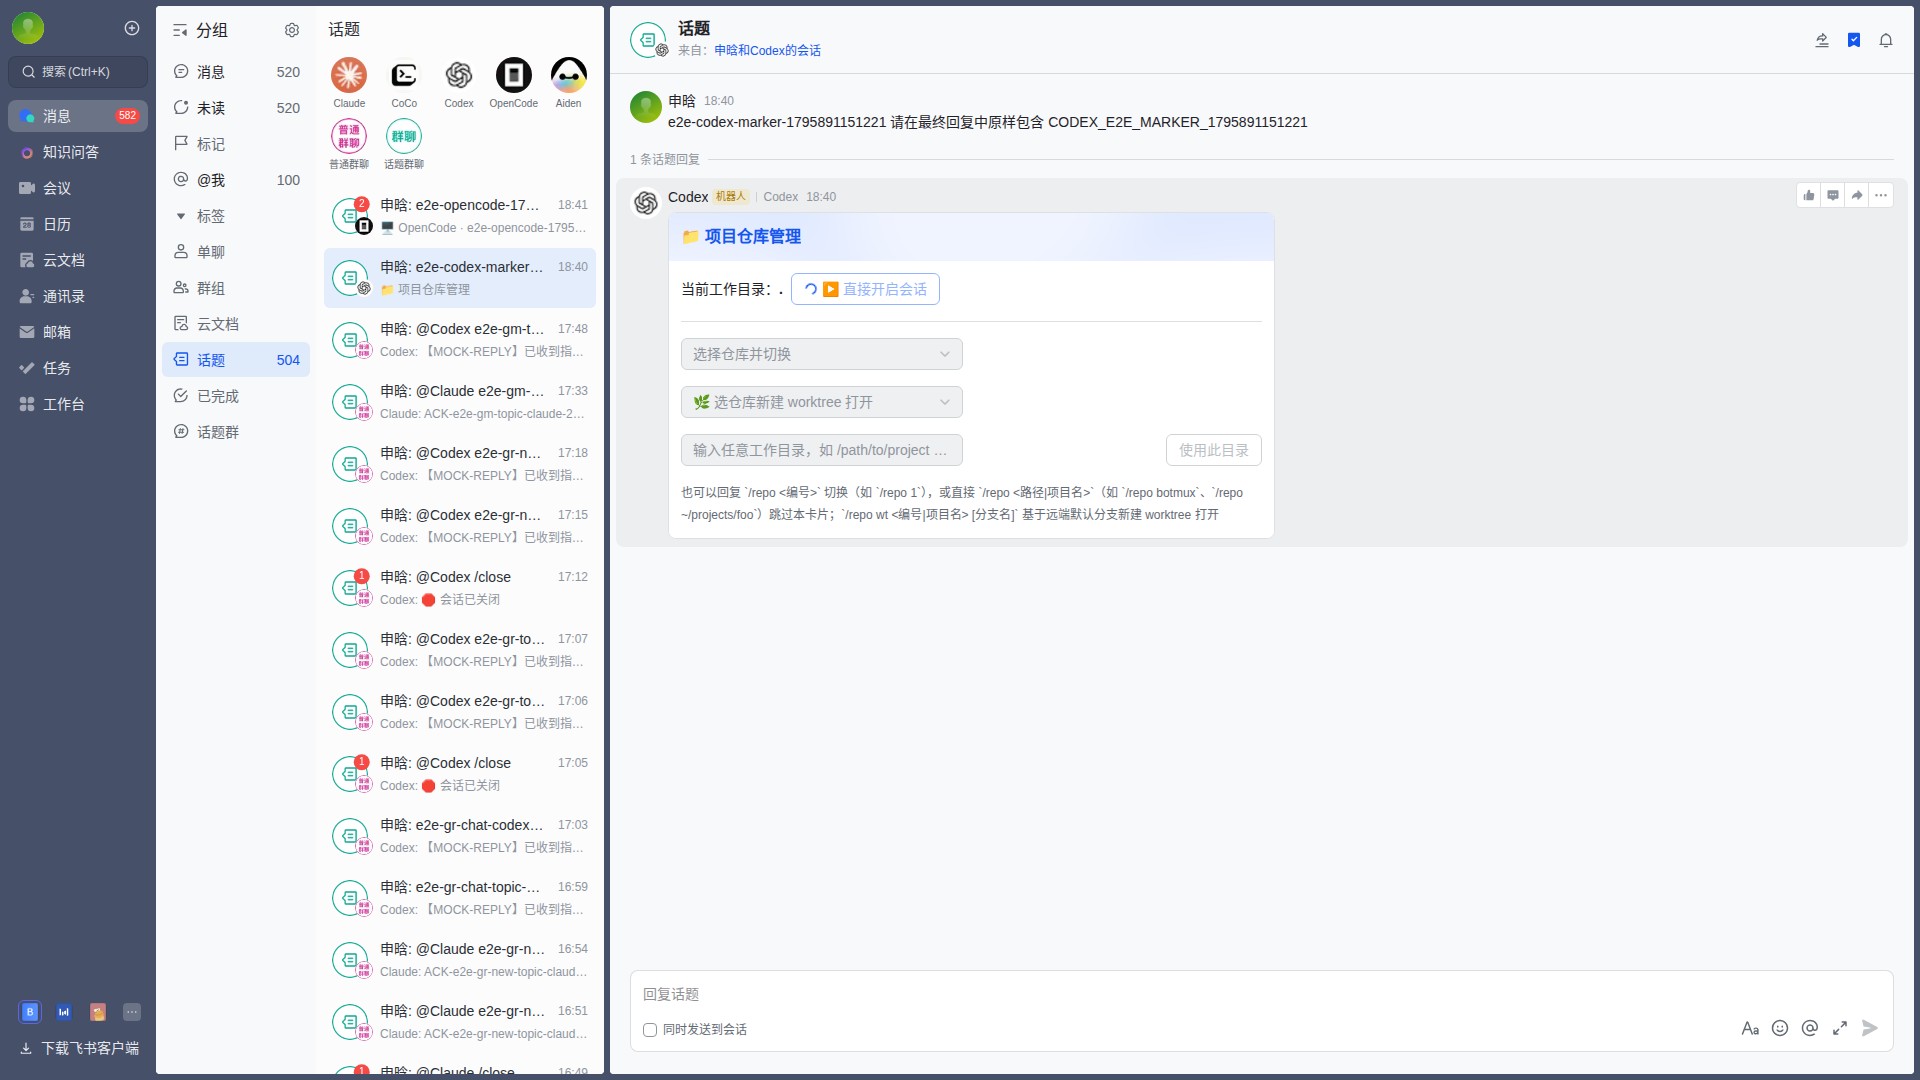 搜索 (Ctrl+K)
消息 582
知识问答
会议
日历
云文档
通讯录
邮箱
任务
工作台
下载飞书客户端
分组
消息 520
未读 520
标记
@我 100
标签
单聊
群组
云文档
话题 504
已完成
话题群
话题
Claude CoCo Codex OpenCode Aiden
普通
群聊
群聊
普通群聊 话题群聊
2
申晗: e2e-opencode-17… 18:41
🖥️ OpenCode · e2e-opencode-1795…
申晗: e2e-codex-marker… 18:40
📁 项目仓库管理
申晗: @Codex e2e-gm-t… 17:48
Codex: 【MOCK-REPLY】已收到指…
申晗: @Claude e2e-gm-… 17:33
Claude: ACK-e2e-gm-topic-claude-2…
申晗: @Codex e2e-gr-n… 17:18
Codex: 【MOCK-REPLY】已收到指…
申晗: @Codex e2e-gr-n… 17:15
Codex: 【MOCK-REPLY】已收到指…
1
申晗: @Codex /close 17:12
Codex: 🛑 会话已关闭
申晗: @Codex e2e-gr-to… 17:07
Codex: 【MOCK-REPLY】已收到指…
申晗: @Codex e2e-gr-to… 17:06
Codex: 【MOCK-REPLY】已收到指…
1
申晗: @Codex /close 17:05
Codex: 🛑 会话已关闭
申晗: e2e-gr-chat-codex… 17:03
Codex: 【MOCK-REPLY】已收到指…
申晗: e2e-gr-chat-topic-… 16:59
Codex: 【MOCK-REPLY】已收到指…
申晗: @Claude e2e-gr-n… 16:54
Claude: ACK-e2e-gr-new-topic-claud…
申晗: @Claude e2e-gr-n… 16:51
Claude: ACK-e2e-gr-new-topic-claud…
1
申晗: @Claude /close 16:49
话题
来自：申晗和Codex的会话
申晗 18:40
e2e-codex-marker-1795891151221 请在最终回复中原样包含 CODEX_E2E_MARKER_1795891151221
1 条话题回复
Codex 机器人 | Codex 18:40
📁 项目仓库管理
当前工作目录：. ▶️ 直接开启会话
选择仓库并切换
🌿 选仓库新建 worktree 打开
输入任意工作目录，如 /path/to/project … 使用此目录
也可以回复 `/repo <编号>` 切换（如 `/repo 1`），或直接 `/repo <路径|项目名>`（如 `/repo botmux`、`/repo
~/projects/foo`）跳过本卡片；`/repo wt <编号|项目名> [分支名]` 基于远端默认分支新建 worktree 打开
回复话题
同时发送到会话